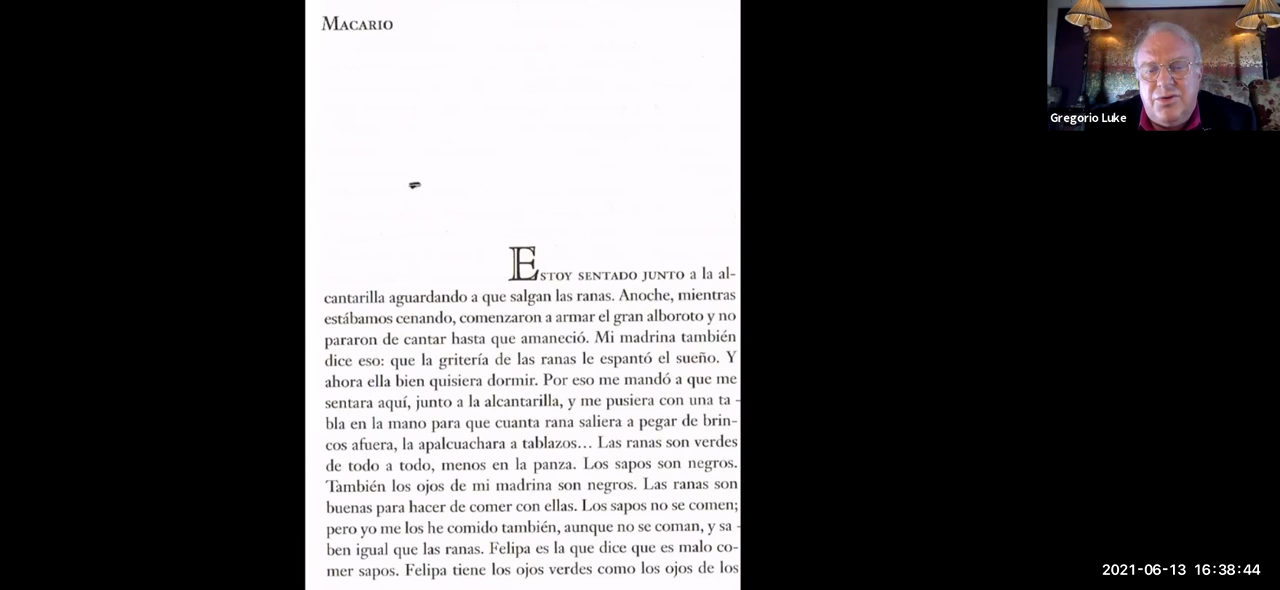 MACARIO
Gregorio Luke
ESTOY SENTADO JUNTO a la al-
cantarilla aguardando a que salgan las ranas. Anoche, mientras
estábamos cenando, comenzaron a armar el gran alboroto y no
pararon de cantar hasta que amaneció. Mi madrina también
dice eso: que la gritería de las ranas le espantó el sueño. Y
ahora ella bien quisiera dormir. Por eso me mandó a que me
sentara aquí, junto a la alcantarilla, y me pusiera con una ta -
bla en la mano para que cuanta rana saliera a pegar de brin-
cos afuera, la apalcuachara a tablazos... Las ranas son verdes
de todo a todo, menos en la panza. Los sapos son negros.
También los ojos de mi madrina son negros. Las ranas son
buenas para hacer de comer con ellas. Los sapos no se comen;
pero yo me los he comido también, aunque no se coman, y sa -
ben igual que las ranas. Felipa es la que dice que es malo co-
mer sapos. Felipa tiene los ojos verdes como los ojos de los
2021-06-13 16:38:44